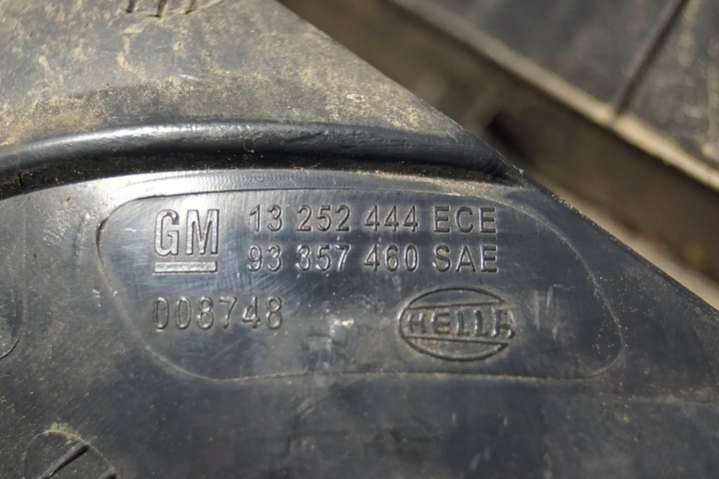 GM 13 252 444 ECE
93 357 460 SAE
008748 HELLA